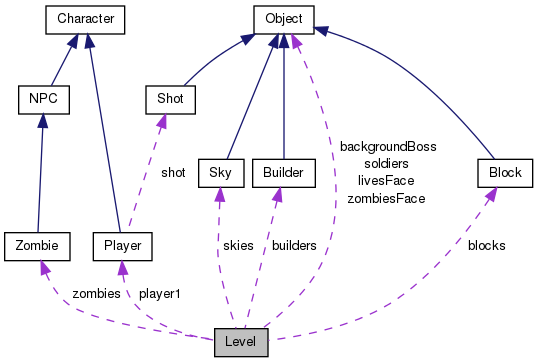 Character
Object
NPC
Shot
backgroundBoss
soldiers
livesFace
zombiesFace
shot
Sky
Builder
Block
Zombie
Player
skies
builders
blocks
zombies
player1
Level